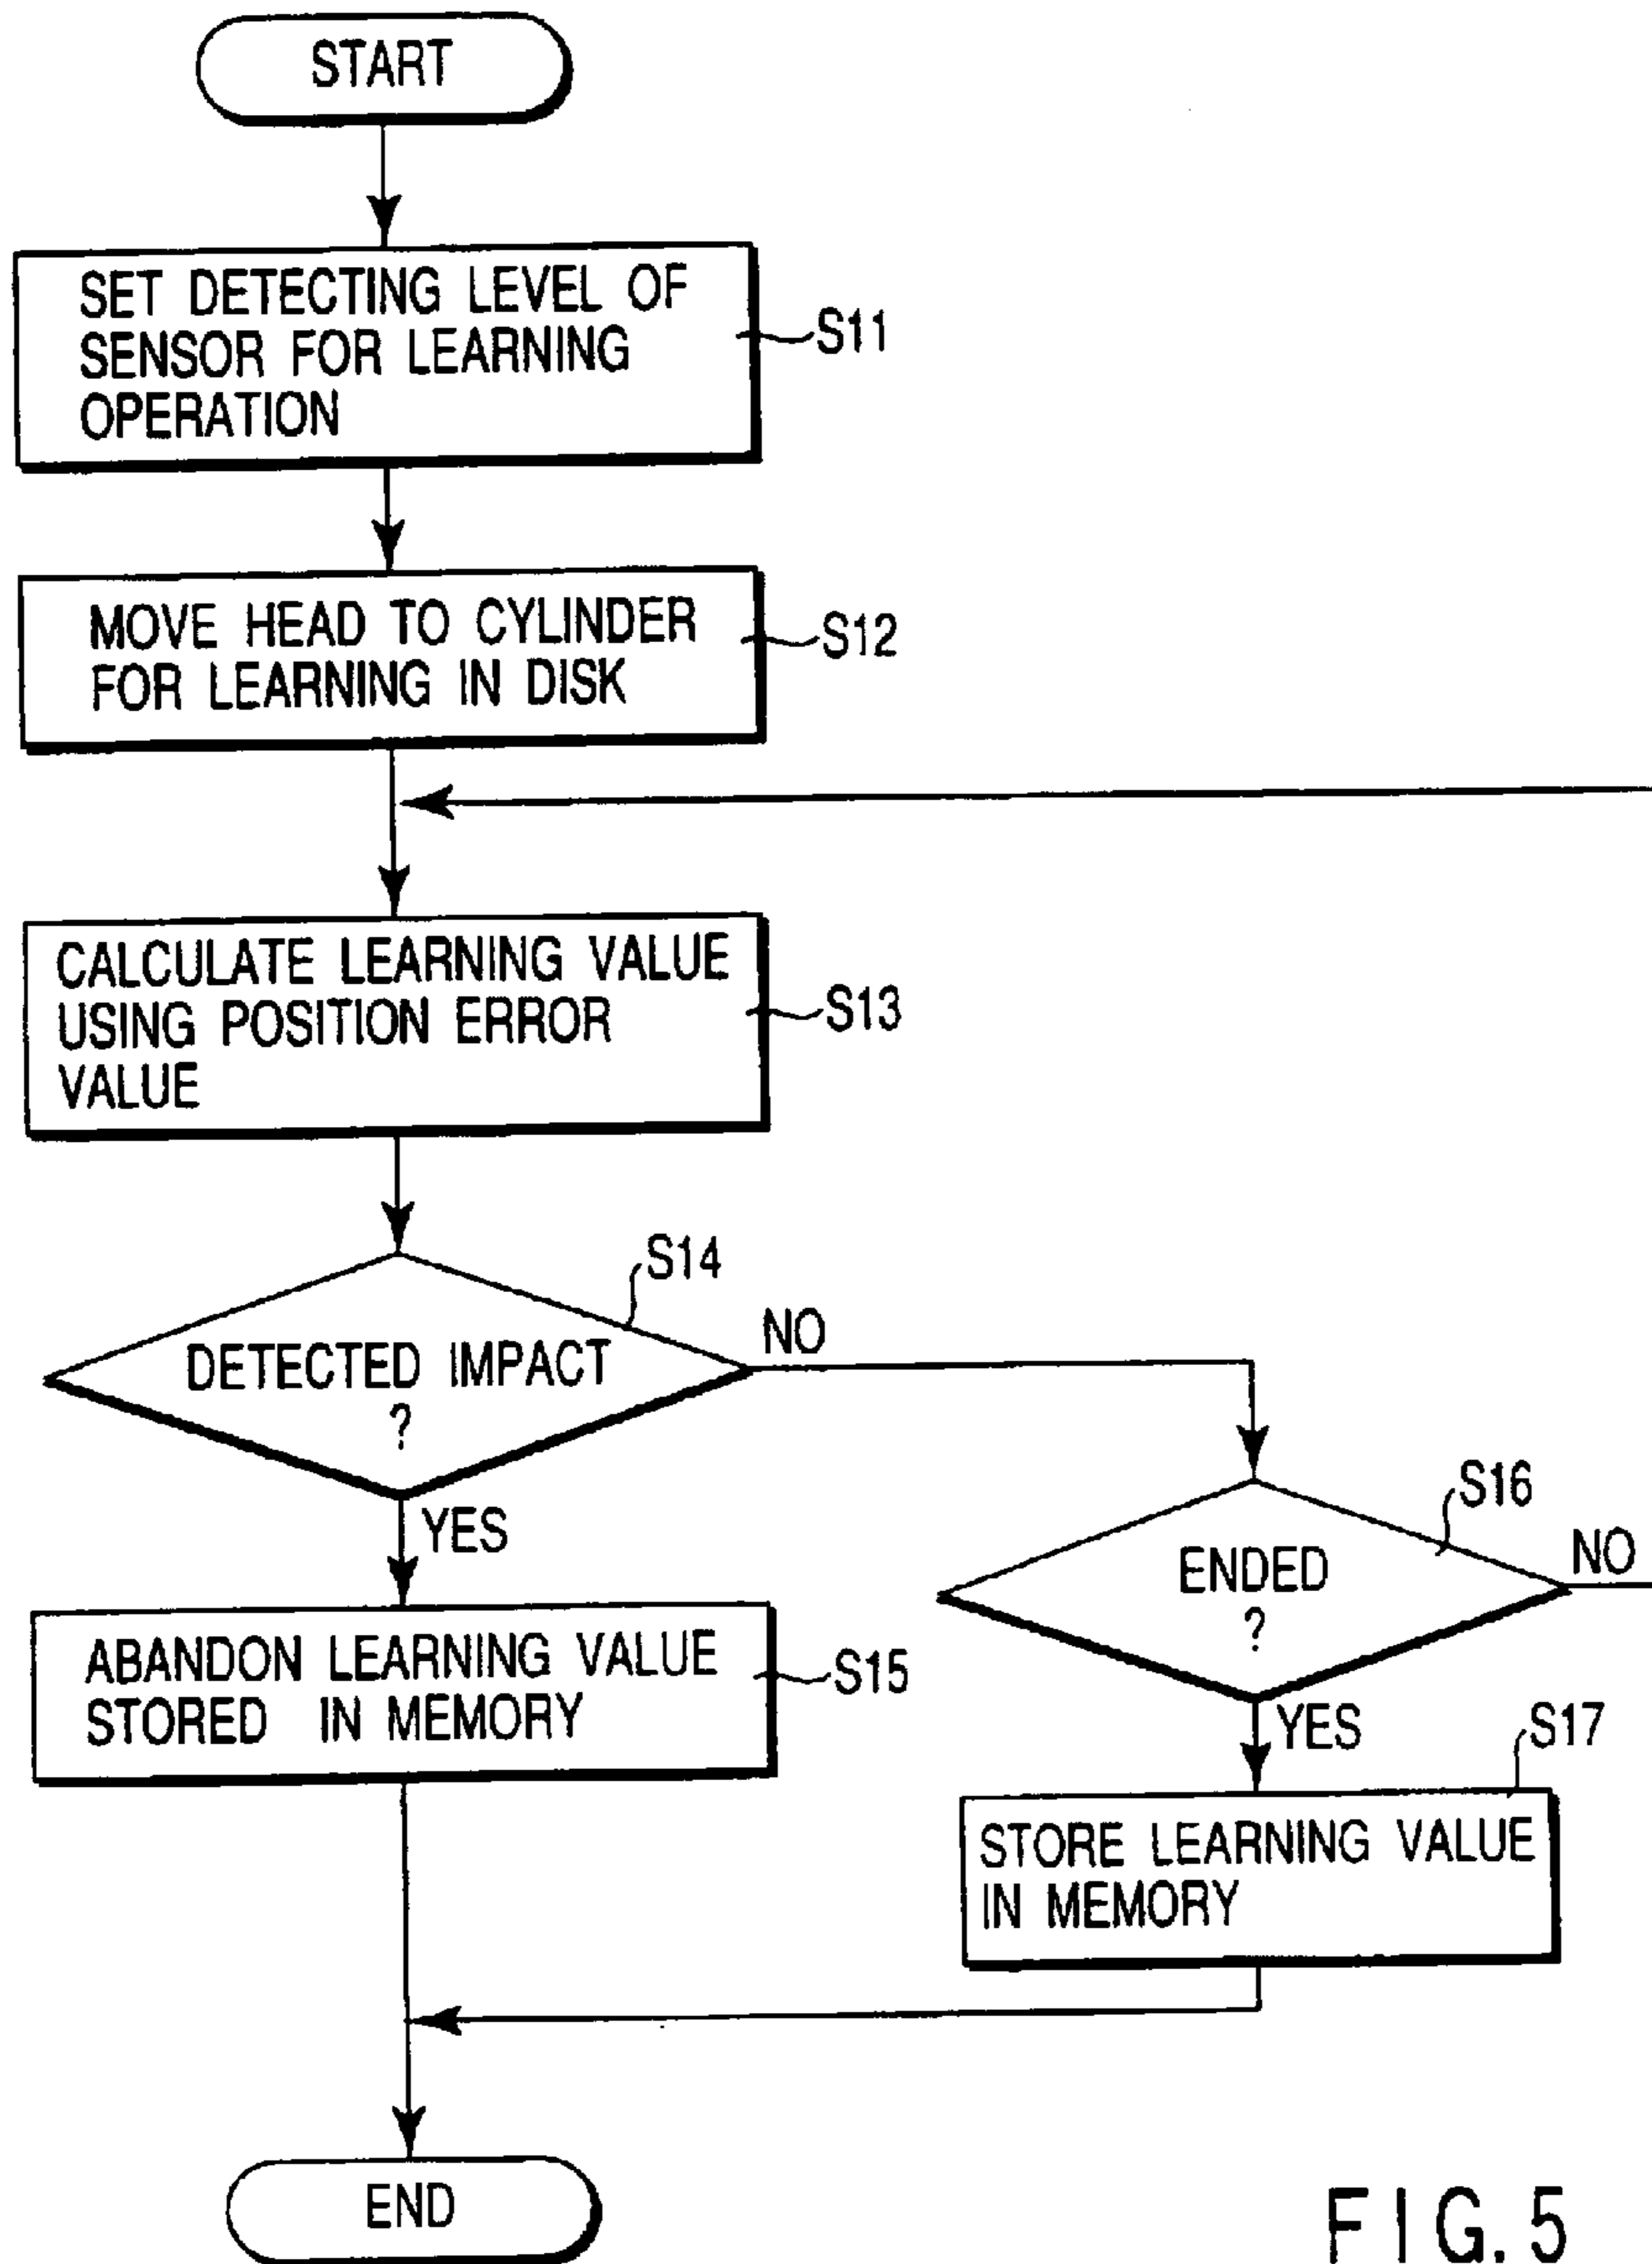 START
SET DETECTING LEVEL OF
SENSOR FOR LEARNING
OPERATION
S11
MOVE HEAD TO CYLINDER
FOR LEARNING IN DISK
S12
CALCULATE LEARNING VALUE
USING POSITION ERROR
VALUE
S13
S14
DETECTED IMPACT
?
NO
YES
S16
ENDED
?
NO
YES
ABANDON LEARNING VALUE
STORED IN MEMORY
S15
S17
STORE LEARNING VALUE
IN MEMORY
END
FIG. 5